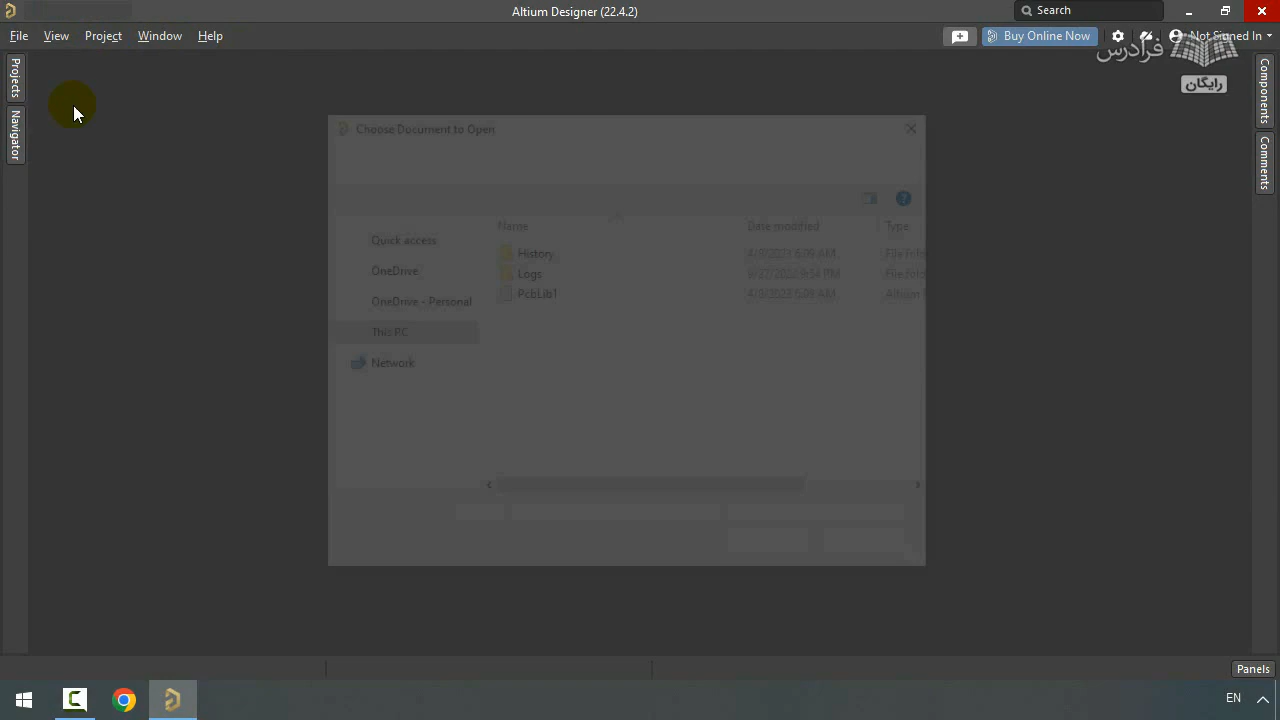 Altium Designer (22.4.2)
Search
File View Project Window Help
Buy Online Now
Not Signed In
فرادرس
رایگان
Projects
Navigator
Components
Comments
Choose Document to Open
Name Date modified Type
Quick access
History
OneDrive
Logs
OneDrive - Personal
PcbLib1
This PC
Network
Panels
EN